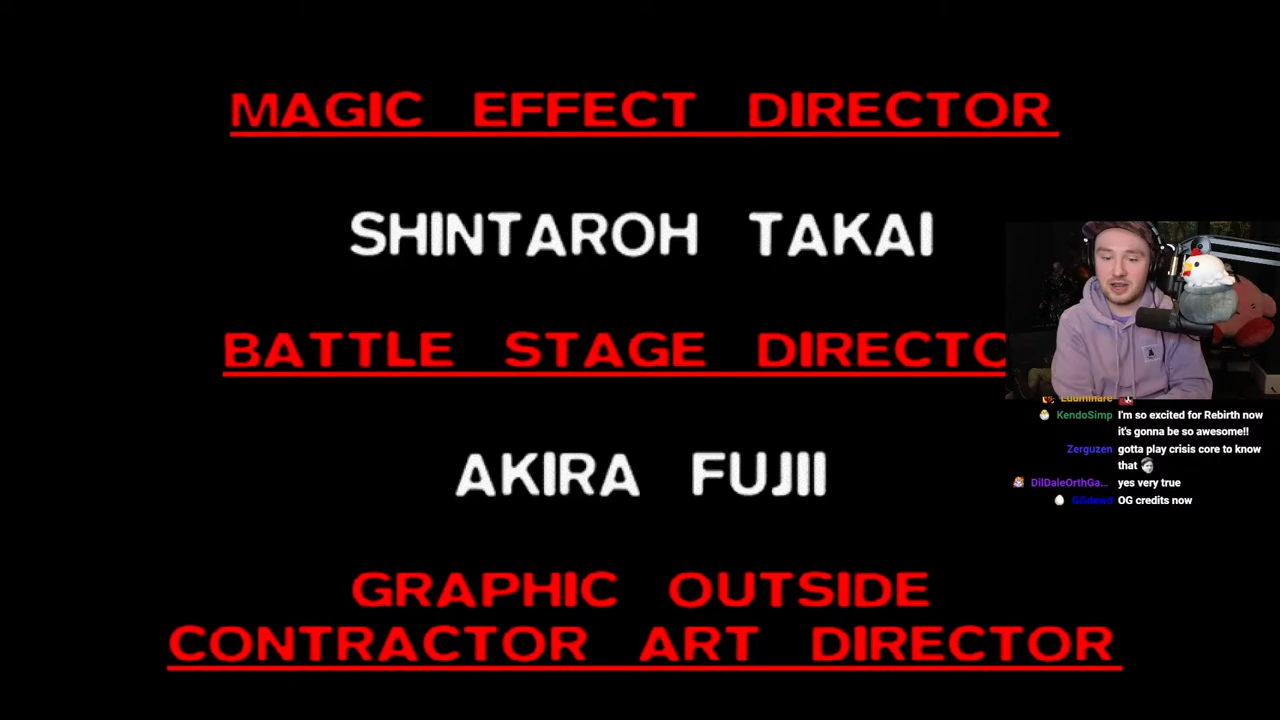 MAGIC EFFECT DIRECTOR
SHINTAROH TAKAI
BATTLE STAGE DIRECTO
AKIRA FUJII
GRAPHIC OUTSIDE
CONTRACTOR ART DIRECTOR
KendoSimp I'm so excited for Rebirth now
it's gonna be so awesome!!
Zerguzen gotta play crisis core to know
that
DilDaleOrthGa... yes very true
GGdewd OG credits now